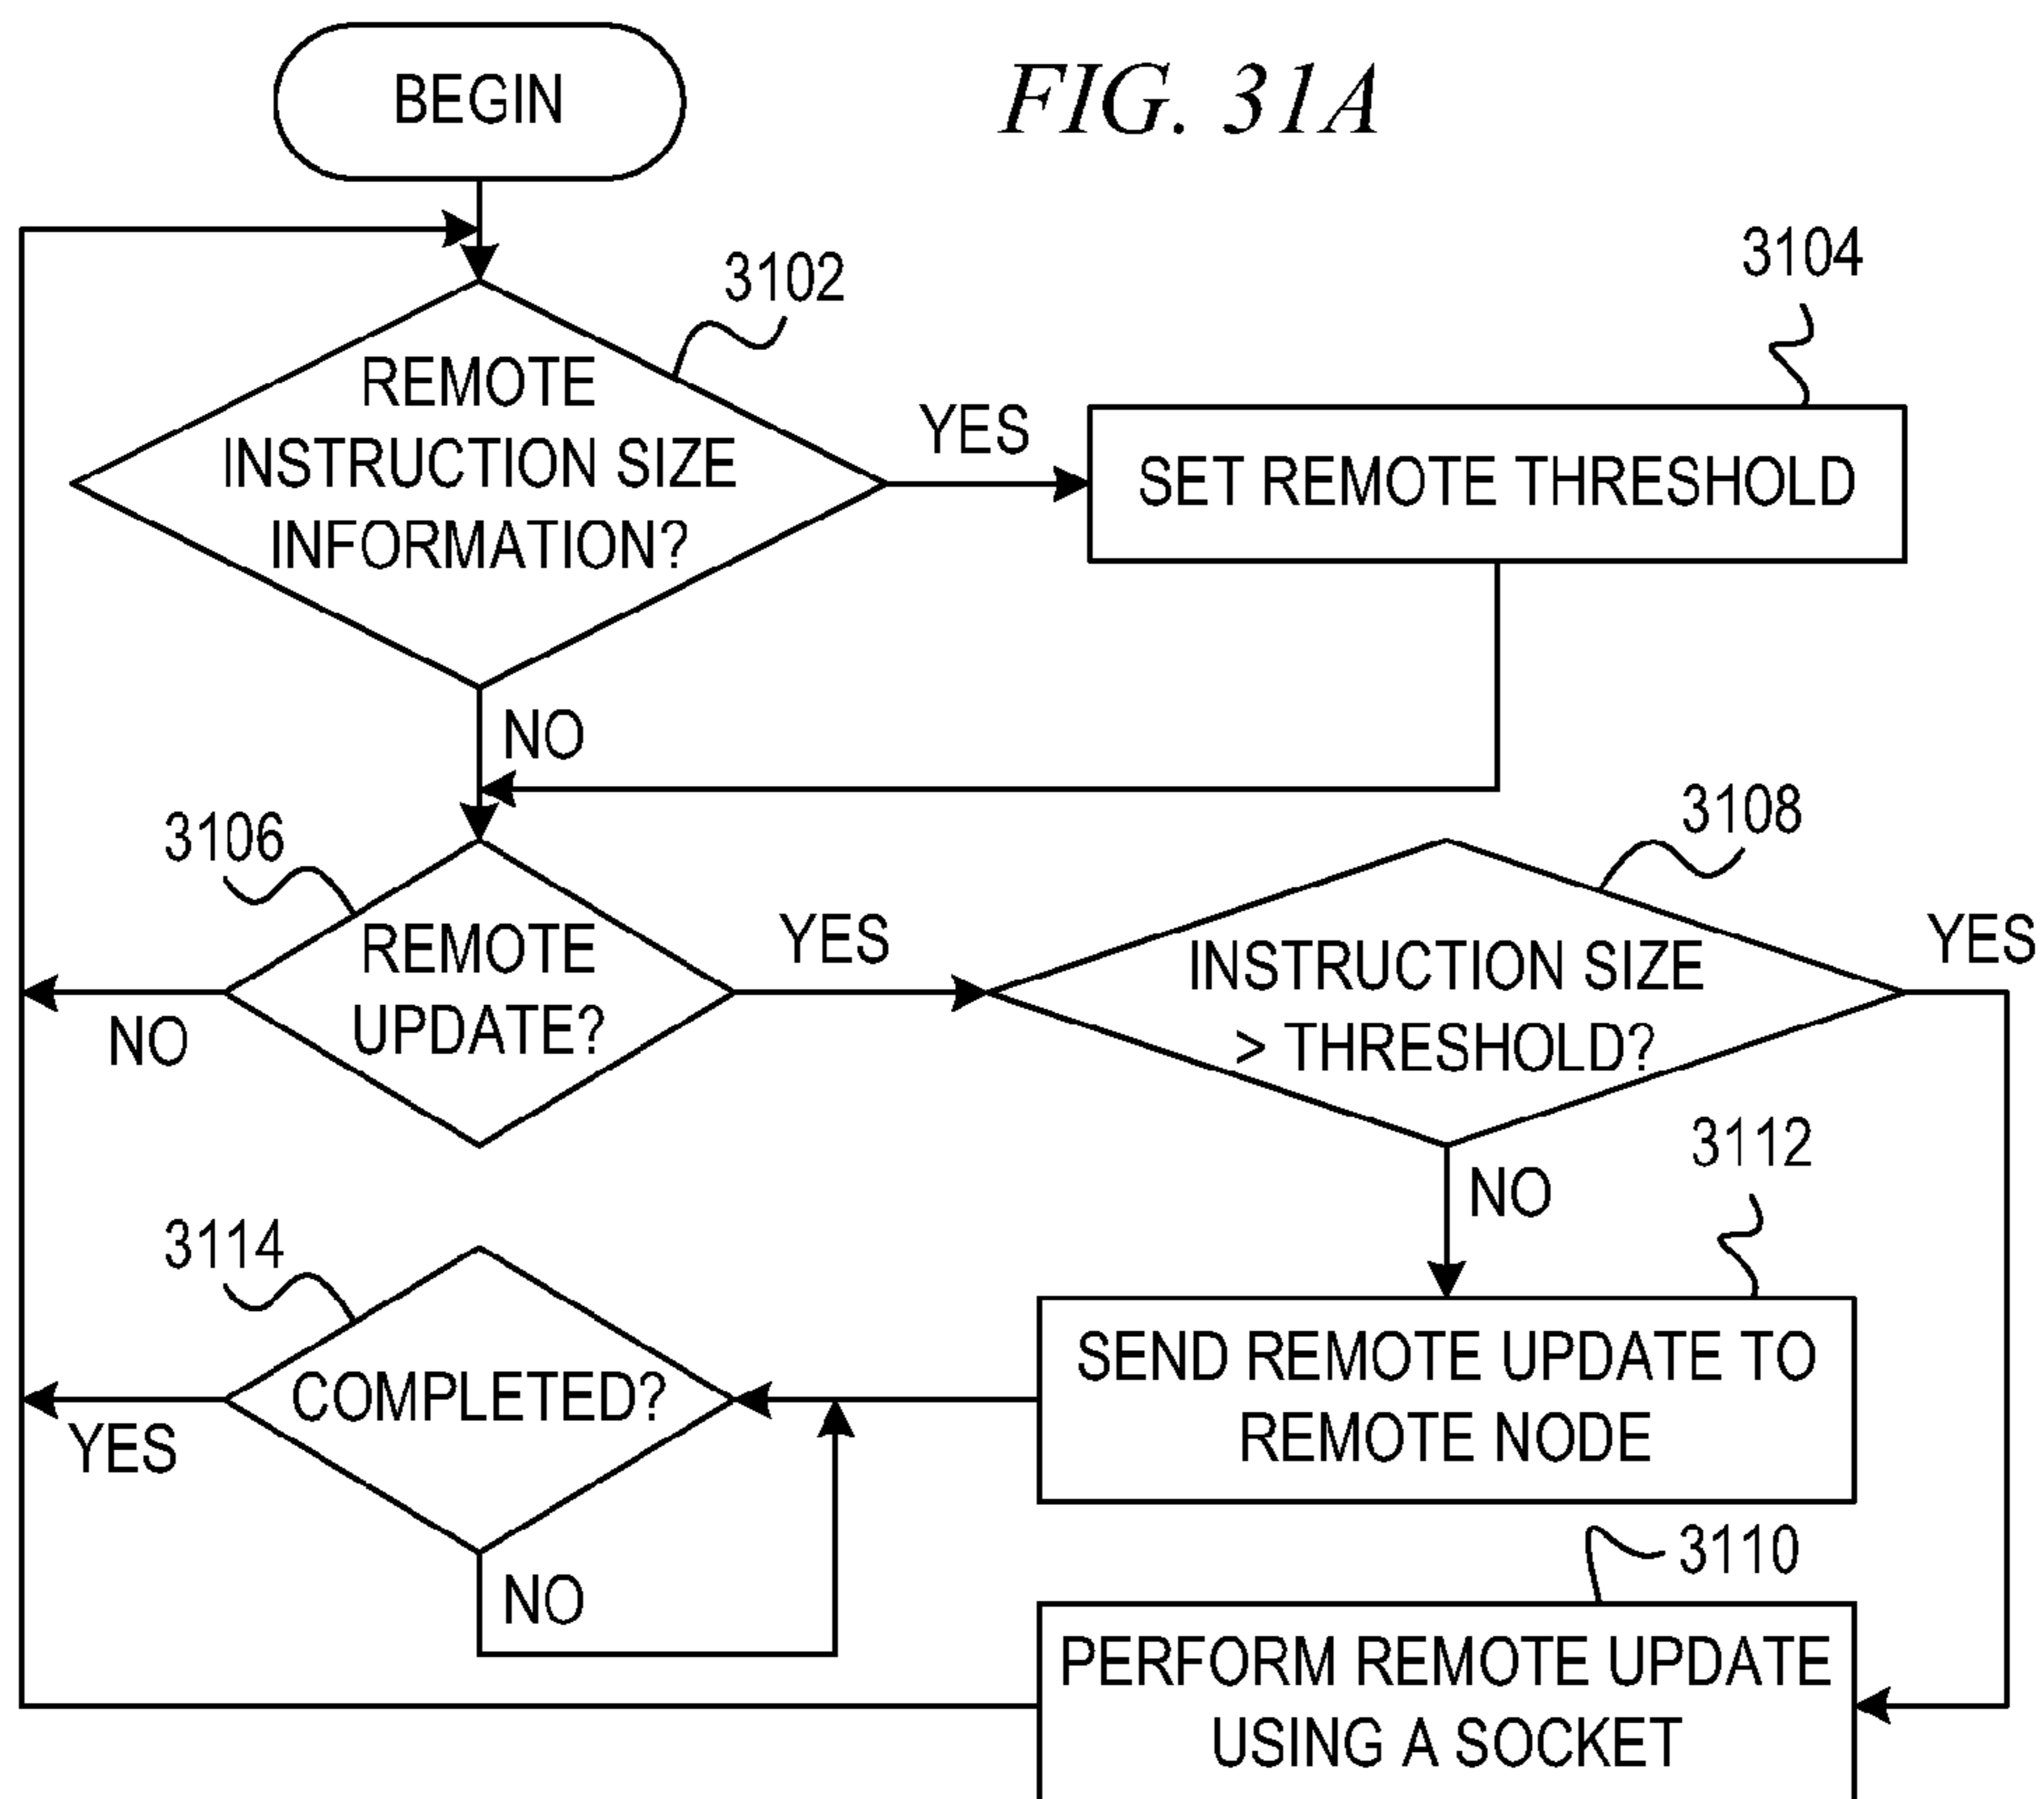 BEGIN
FIG. 31A
3102
REMOTE
INSTRUCTION SIZE
INFORMATION?
YES
3104
SET REMOTE THRESHOLD
NO
3106
REMOTE
UPDATE?
YES
NO
3108
INSTRUCTION SIZE
> THRESHOLD?
YES
NO
3112
SEND REMOTE UPDATE TO
REMOTE NODE
3114
COMPLETED?
YES
NO
3110
PERFORM REMOTE UPDATE
USING A SOCKET